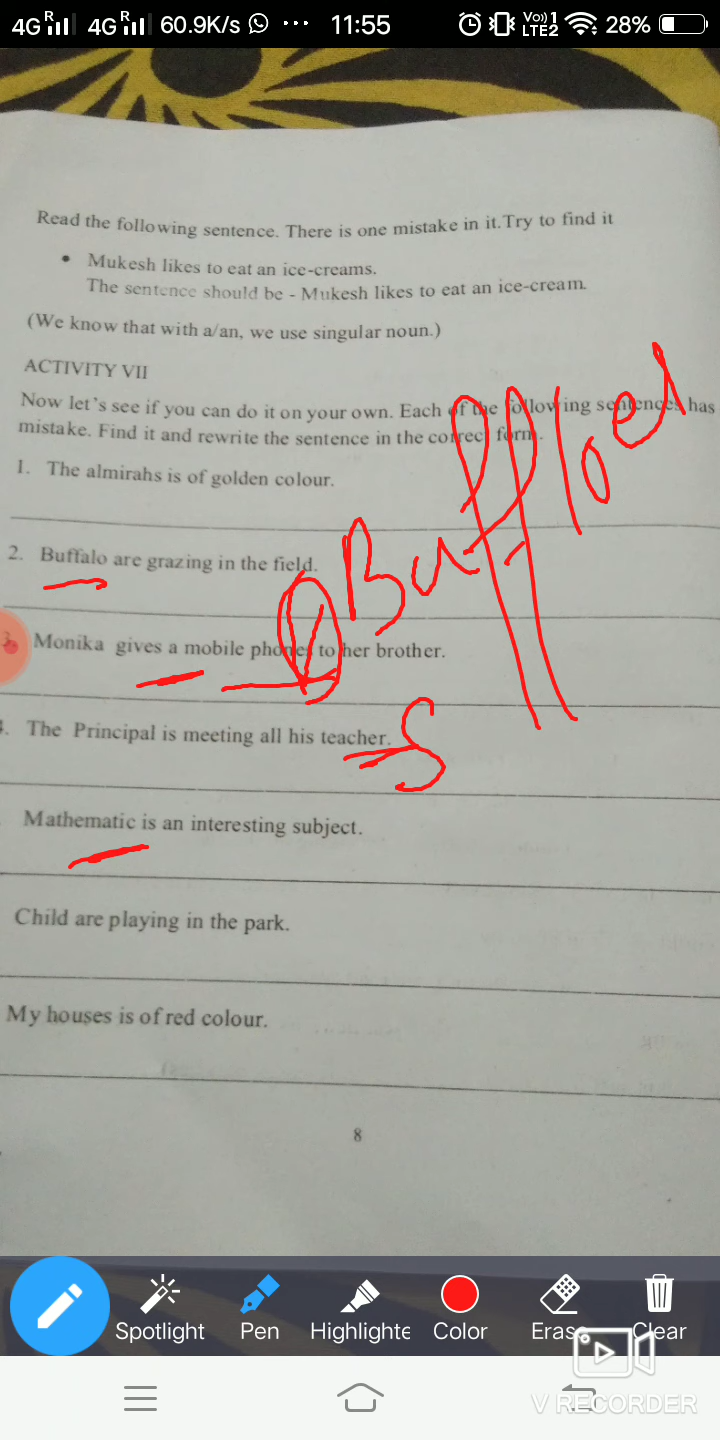 4G R 4G R 60.9K/s ... 11:55 Vo)) 1 LTE2 28%
Read the following sentence. There is one mistake in it.Try to find it
• Mukesh likes to eat an ice-creams.
The sentence should be - Mukesh likes to eat an ice-cream.
(We know that with a/an, we use singular noun.)
ACTIVITY VII
Now let's see if you can do it on your own. Each of the following sentences has
mistake. Find it and rewrite the sentence in the correct form.
1. The almirahs is of golden colour.
2. Buffalo are grazing in the field.
Buffloes
3. Monika gives a mobile phones to her brother.
4. The Principal is meeting all his teacher.
S
Mathematic is an interesting subject.
Child are playing in the park.
My houses is of red colour.
8
Spotlight Pen Highlighte Color Erase Clear
V RECORDER